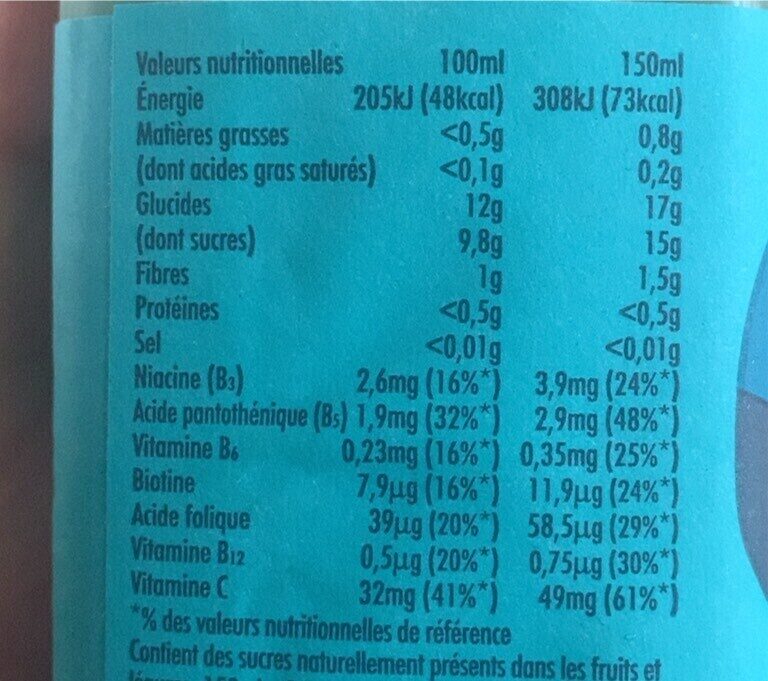 Valeurs nutritionnelles 100ml 150ml
Énergie 205kJ (48kcal) 308kJ (73kcal)
Matières grasses <0,5g 0,8g
(dont acides gras saturés) <0,1g 0,2g
Glucides 12g 17g
(dont sucres) 9,8g 15g
Fibres 1g 1,5g
Protéines <0,5g <0,5g
Sel <0,01g <0,01g
Niacine (B3) 2,6mg (16%*) 3,9mg (24%*)
Acide pantothénique (B5) 1,9mg (32%*) 2,9mg (48%*)
Vitamine B6 0,23mg (16%*) 0,35mg (25%*)
Biotine 7,9µg (16%*) 11,9µg (24%*)
Acide folique 39µg (20%*) 58,5µg (29%*)
Vitamine B12 0,5µg (20%*) 0,75µg (30%*)
Vitamine C 32mg (41%*) 49mg (61%*)
*% des valeurs nutritionnelles de référence
Contient des sucres naturellement présents dans les fruits et